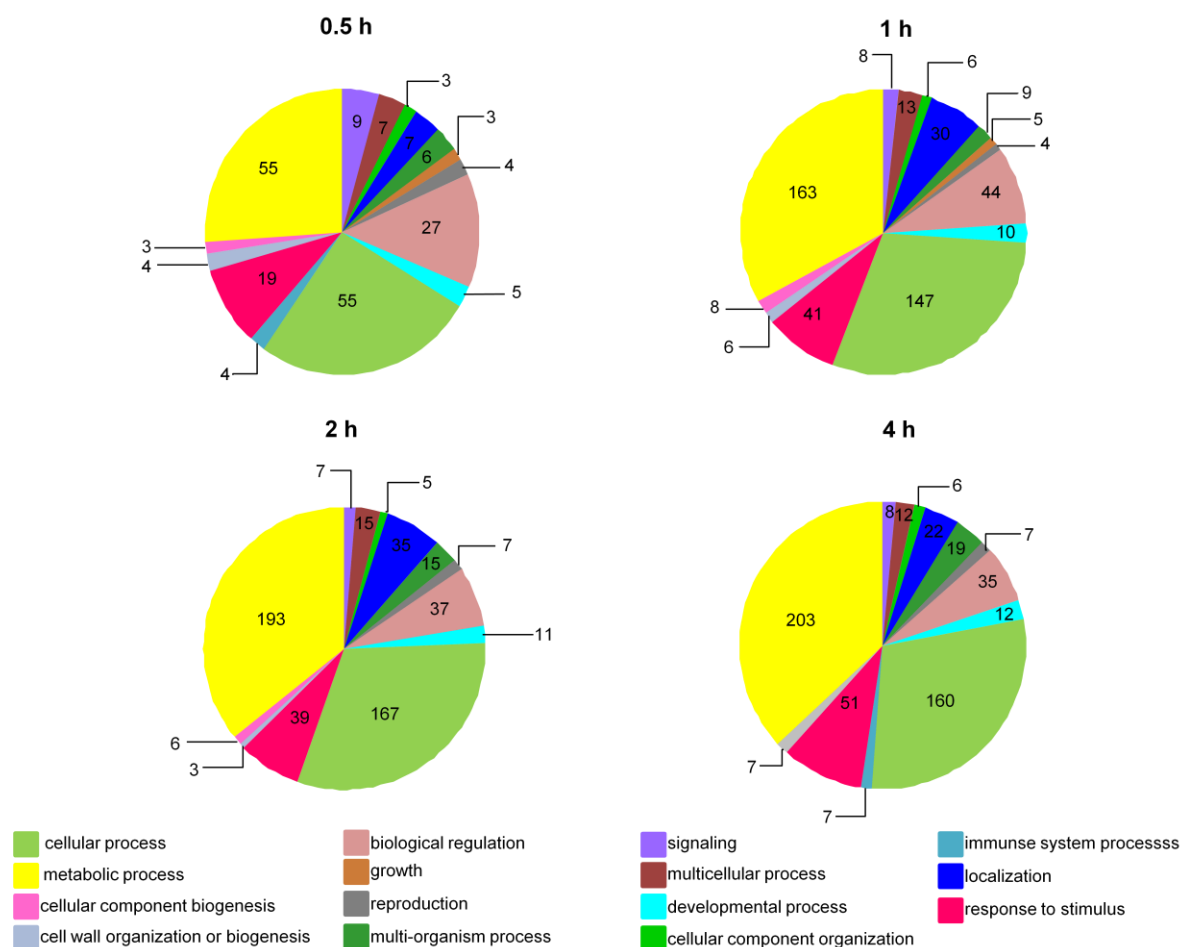 0.5 h
1 h
3
9
7
7
6
3
4
55
27
3
4
19
55
5
4
8
6
13
30
9
5
4
163
44
10
8
6
41
147
2 h
4 h
7
5
15
35
15
7
193
37
11
6
3
39
167
6
8
12
22
19
7
203
35
12
51
160
7
7
cellular process
metabolic process
cellular component biogenesis
cell wall organization or biogenesis
biological regulation
growth
reproduction
multi-organism process
signaling
multicellular process
developmental process
cellular component organization
immunse system processss
localization
response to stimulus